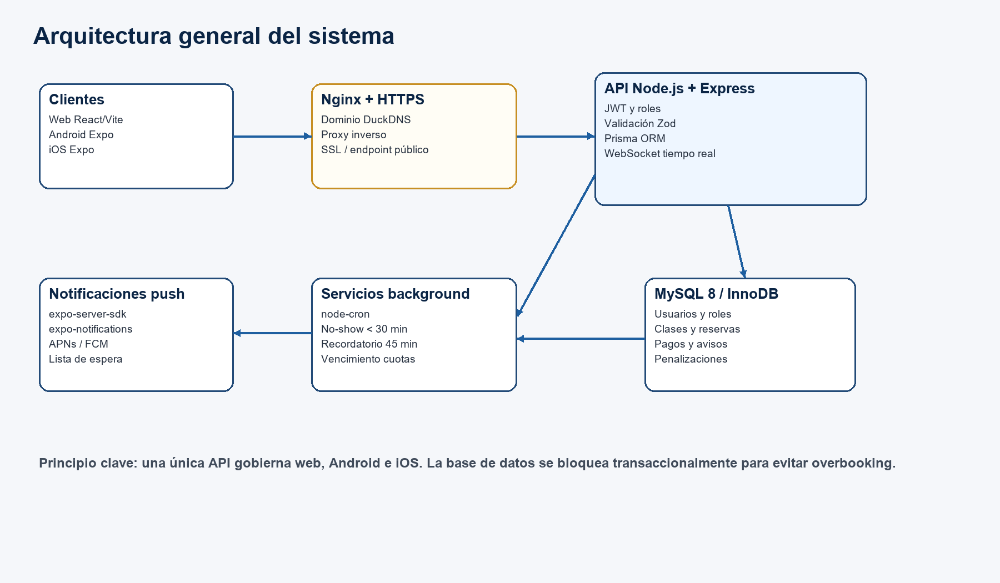 Arquitectura general del sistema
Clientes
Web React/Vite
Android Expo
iOS Expo
Nginx + HTTPS
Dominio DuckDNS
Proxy inverso
SSL / endpoint público
API Node.js + Express
JWT y roles
Validación Zod
Prisma ORM
WebSocket tiempo real
Notificaciones push
expo-server-sdk
expo-notifications
APNs / FCM
Lista de espera
Servicios background
node-cron
No-show < 30 min
Recordatorio 45 min
Vencimiento cuotas
MySQL 8 / InnoDB
Usuarios y roles
Clases y reservas
Pagos y avisos
Penalizaciones
Principio clave: una única API gobierna web, Android e iOS. La base de datos se bloquea transaccionalmente para evitar overbooking.